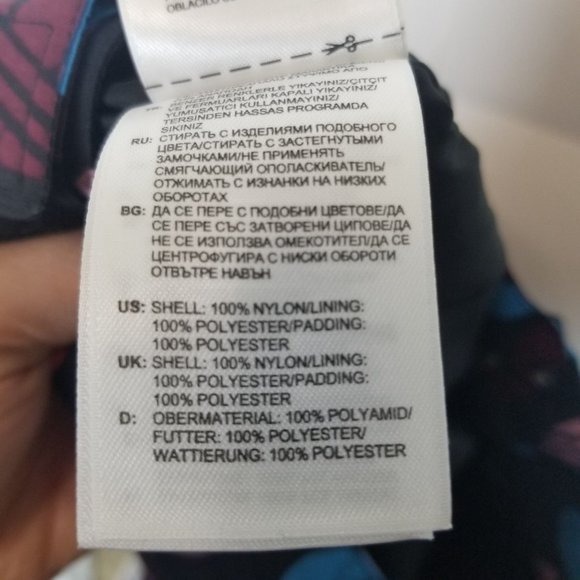 BENZER RENKLERLE YIKAYINIZ/ÇITÇIT
VE FERMUARLARI KAPALI YIKAYINIZ/
YUMUŞATICI KULLANMAYINIZ/
TERSINDEN HASSAS PROGRAMDA
SIKINIZ
RU: СТИРАТЬ С ИЗДЕЛИЯМИ ПОДОБНОГО
ЦВЕТА/СТИРАТЬ С ЗАСТЕГНУТЫМИ
ЗАМОЧКАМИ/НЕ ПРИМЕНЯТЬ
СМЯГЧАЮЩИЙ ОПОЛАСКИВАТЕЛЬ/
ОТЖИМАТЬ С ИЗНАНКИ НА НИЗКИХ
ОБОРОТАХ
BG: ДА СЕ ПЕРЕ С ПОДОБНИ ЦВЕТОВЕ/ДА
СЕ ПЕРЕ СЪС ЗАТВОРЕНИ ЦИПОВЕ/ДА
НЕ СЕ ИЗПОЛЗВА ОМЕКОТИТЕЛ/ДА СЕ
ЦЕНТРОФУГИРА С НИСКИ ОБОРОТИ
ОТВЪТРЕ НАВЪН
US: SHELL: 100% NYLON/LINING:
100% POLYESTER/PADDING:
100% POLYESTER
UK: SHELL: 100% NYLON/LINING:
100% POLYESTER/PADDING:
100% POLYESTER
D: OBERMATERIAL: 100% POLYAMID/
FUTTER: 100% POLYESTER/
WATTIERUNG: 100% POLYESTER